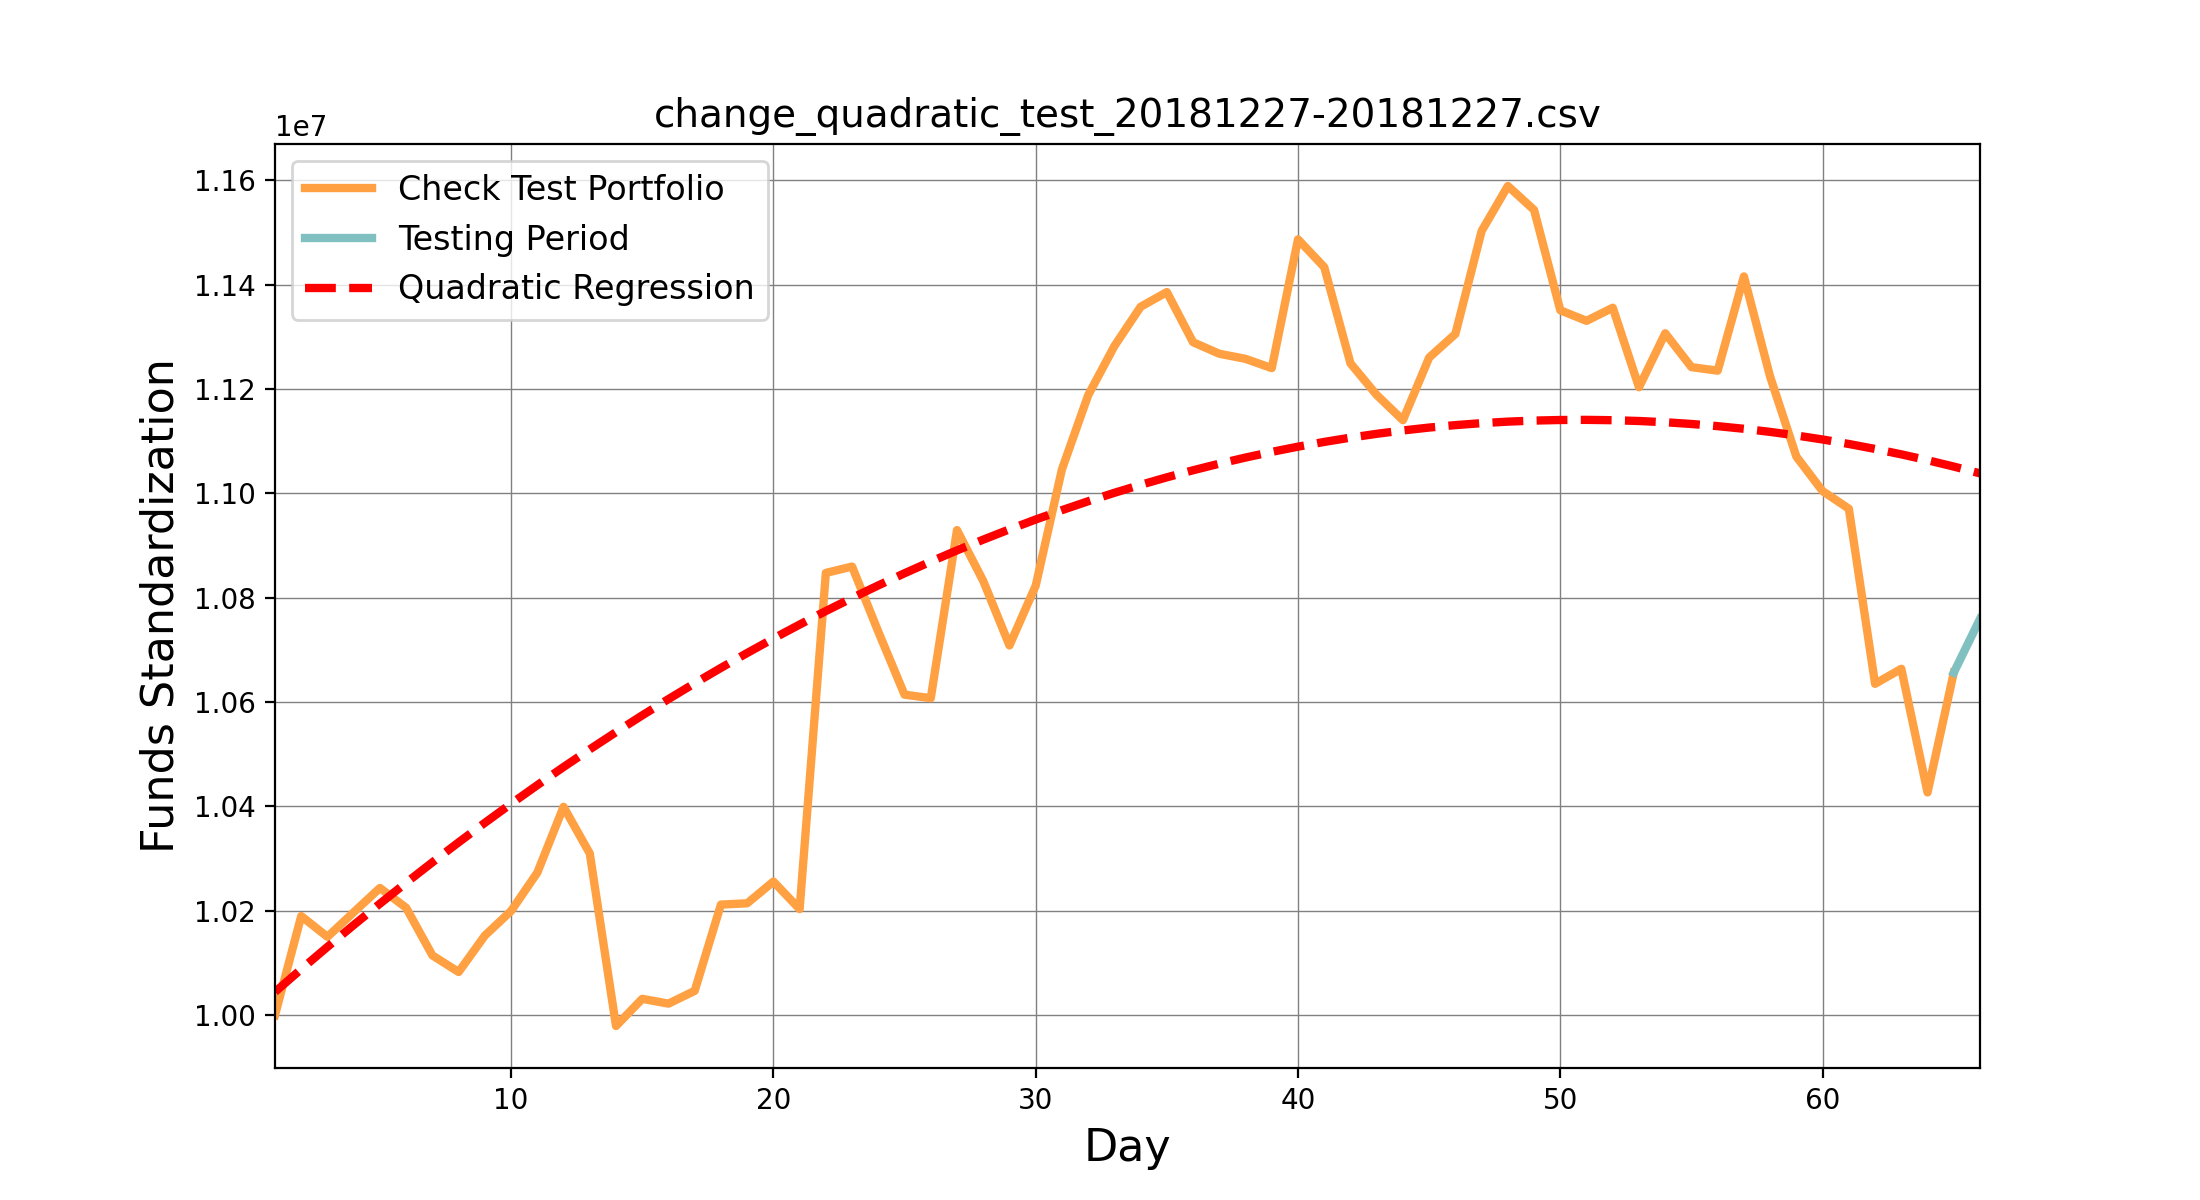 change_quadratic_test_20181227-20181227.csv
1e7
Check Test Portfolio
Testing Period
Quadratic Regression
1.16
1.14
1.12
1.10
1.08
1.06
1.04
1.02
1.00
Funds Standardization
10 20 30 40 50 60
Day